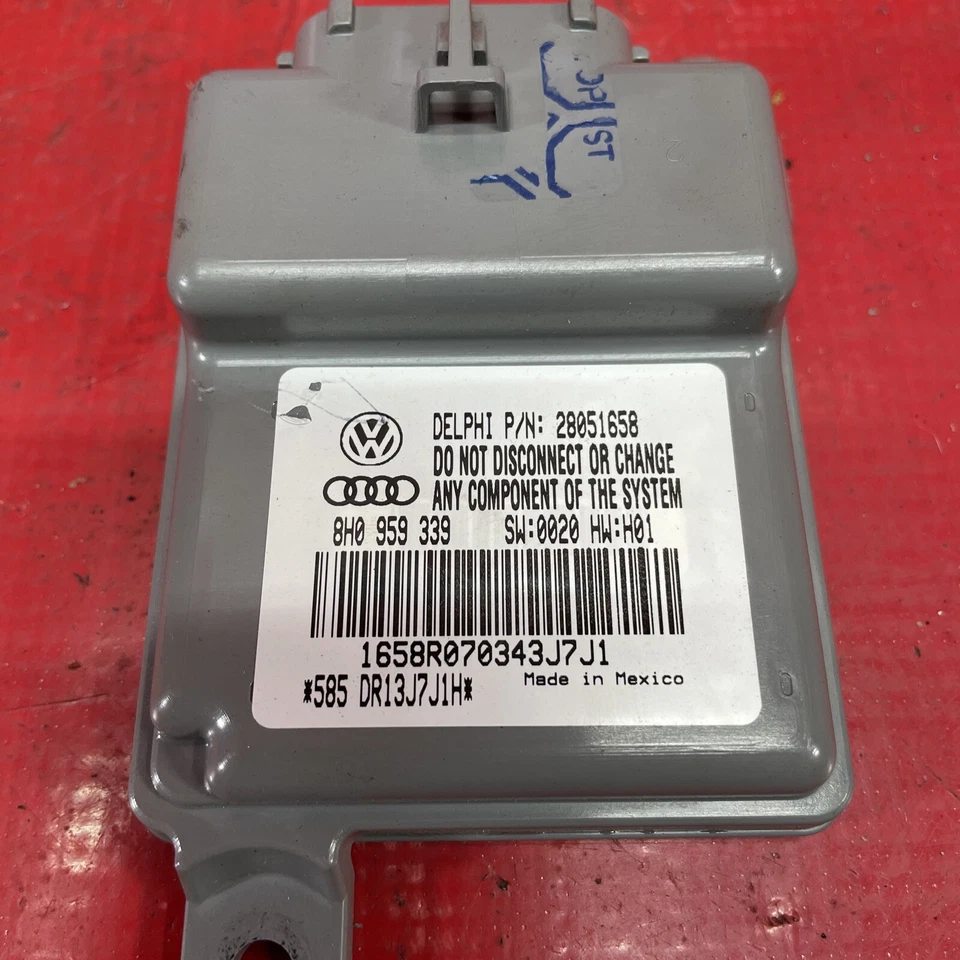 DELPHI P/N: 28051658
DO NOT DISCONNECT OR CHANGE
ANY COMPONENT OF THE SYSTEM
8H0 959 339 SW:0020 HW:H01
1658R070343J7J1
*585 DR13J7J1H*
Made in Mexico